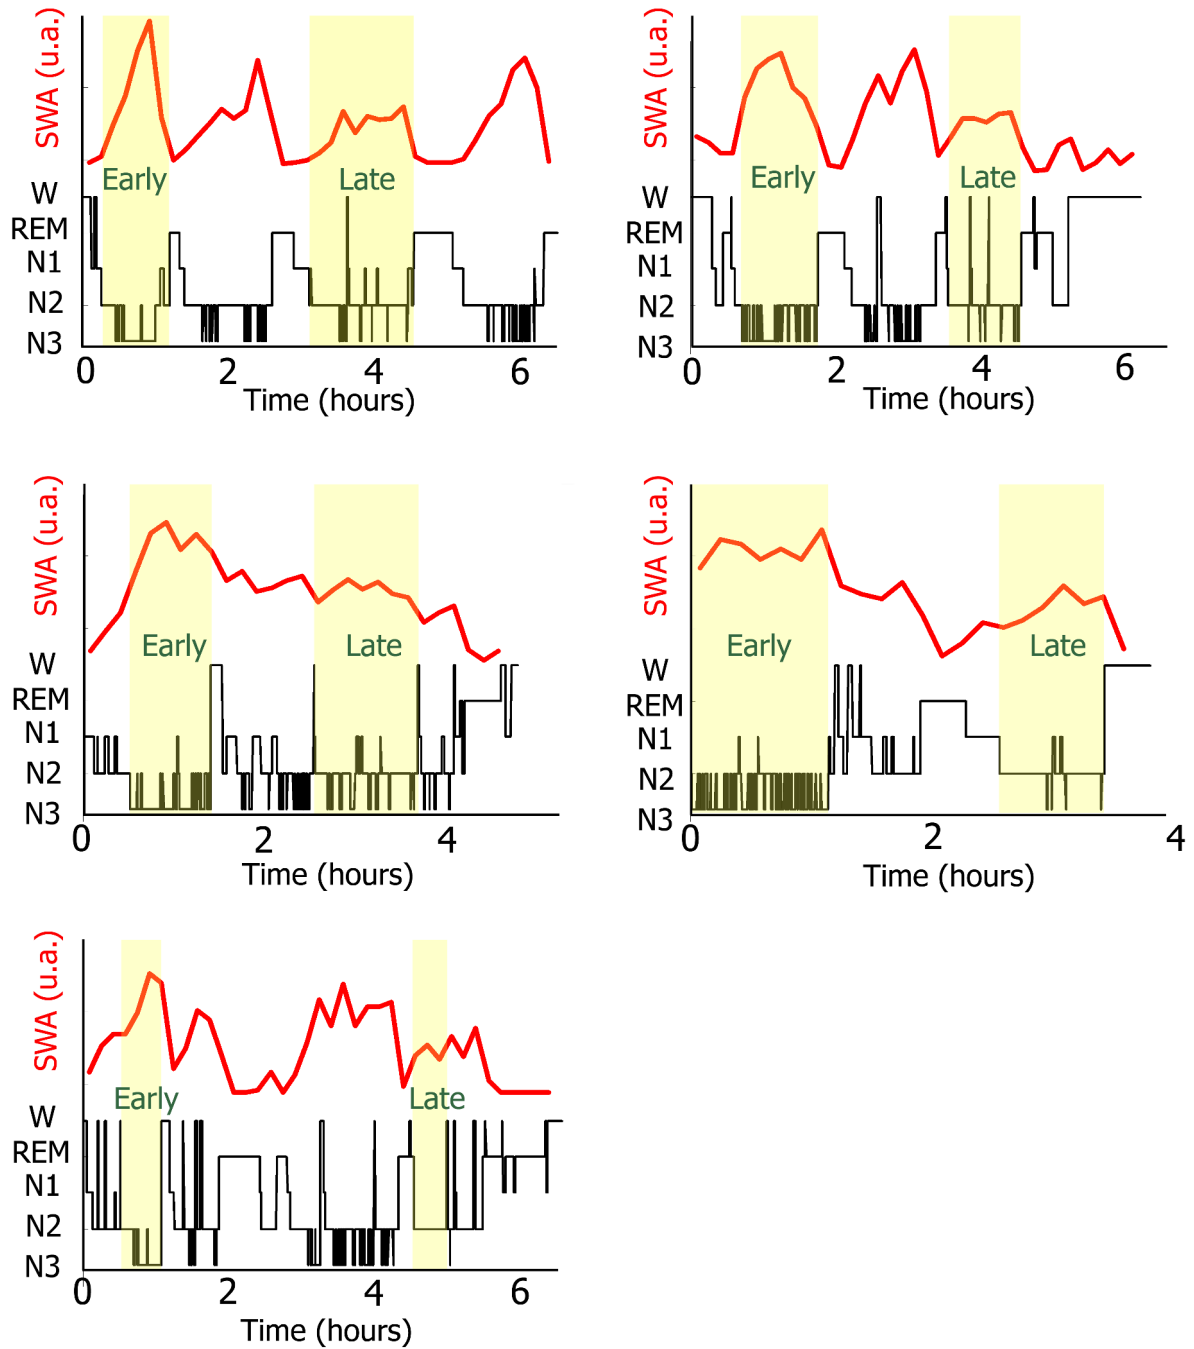 SWA (u.a.)
Early
Late
W
REM
N1
N2
N3
0 2 4 6
Time (hours)
SWA (u.a.)
Early
Late
W
REM
N1
N2
N3
0 2 4 6
Time (hours)
SWA (u.a.)
Early
Late
W
REM
N1
N2
N3
0 2 4
Time (hours)
SWA (u.a.)
Early
Late
W
REM
N1
N2
N3
0 2 4
Time (hours)
SWA (u.a.)
Early
Late
W
REM
N1
N2
N3
0 2 4 6
Time (hours)